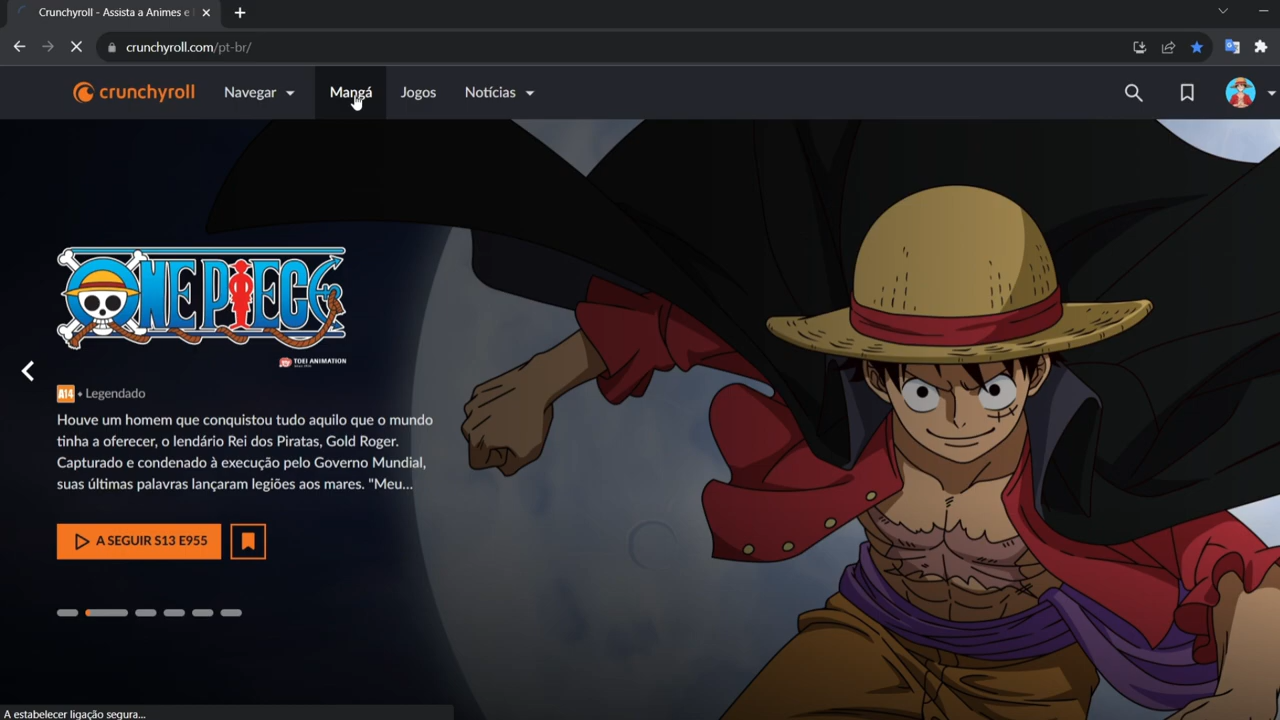 Crunchyroll - Assista a Animes e
crunchyroll.com/pt-br/
crunchyroll
Navegar
Mangá
Jogos
Notícias
ONE PIECE
TOEI ANIMATION
A14 • Legendado
Houve um homem que conquistou tudo aquilo que o mundo
tinha a oferecer, o lendário Rei dos Piratas, Gold Roger.
Capturado e condenado à execução pelo Governo Mundial,
suas últimas palavras lançaram legiões aos mares. "Meu...
A SEGUIR S13 E955
A estabelecer ligação segura...